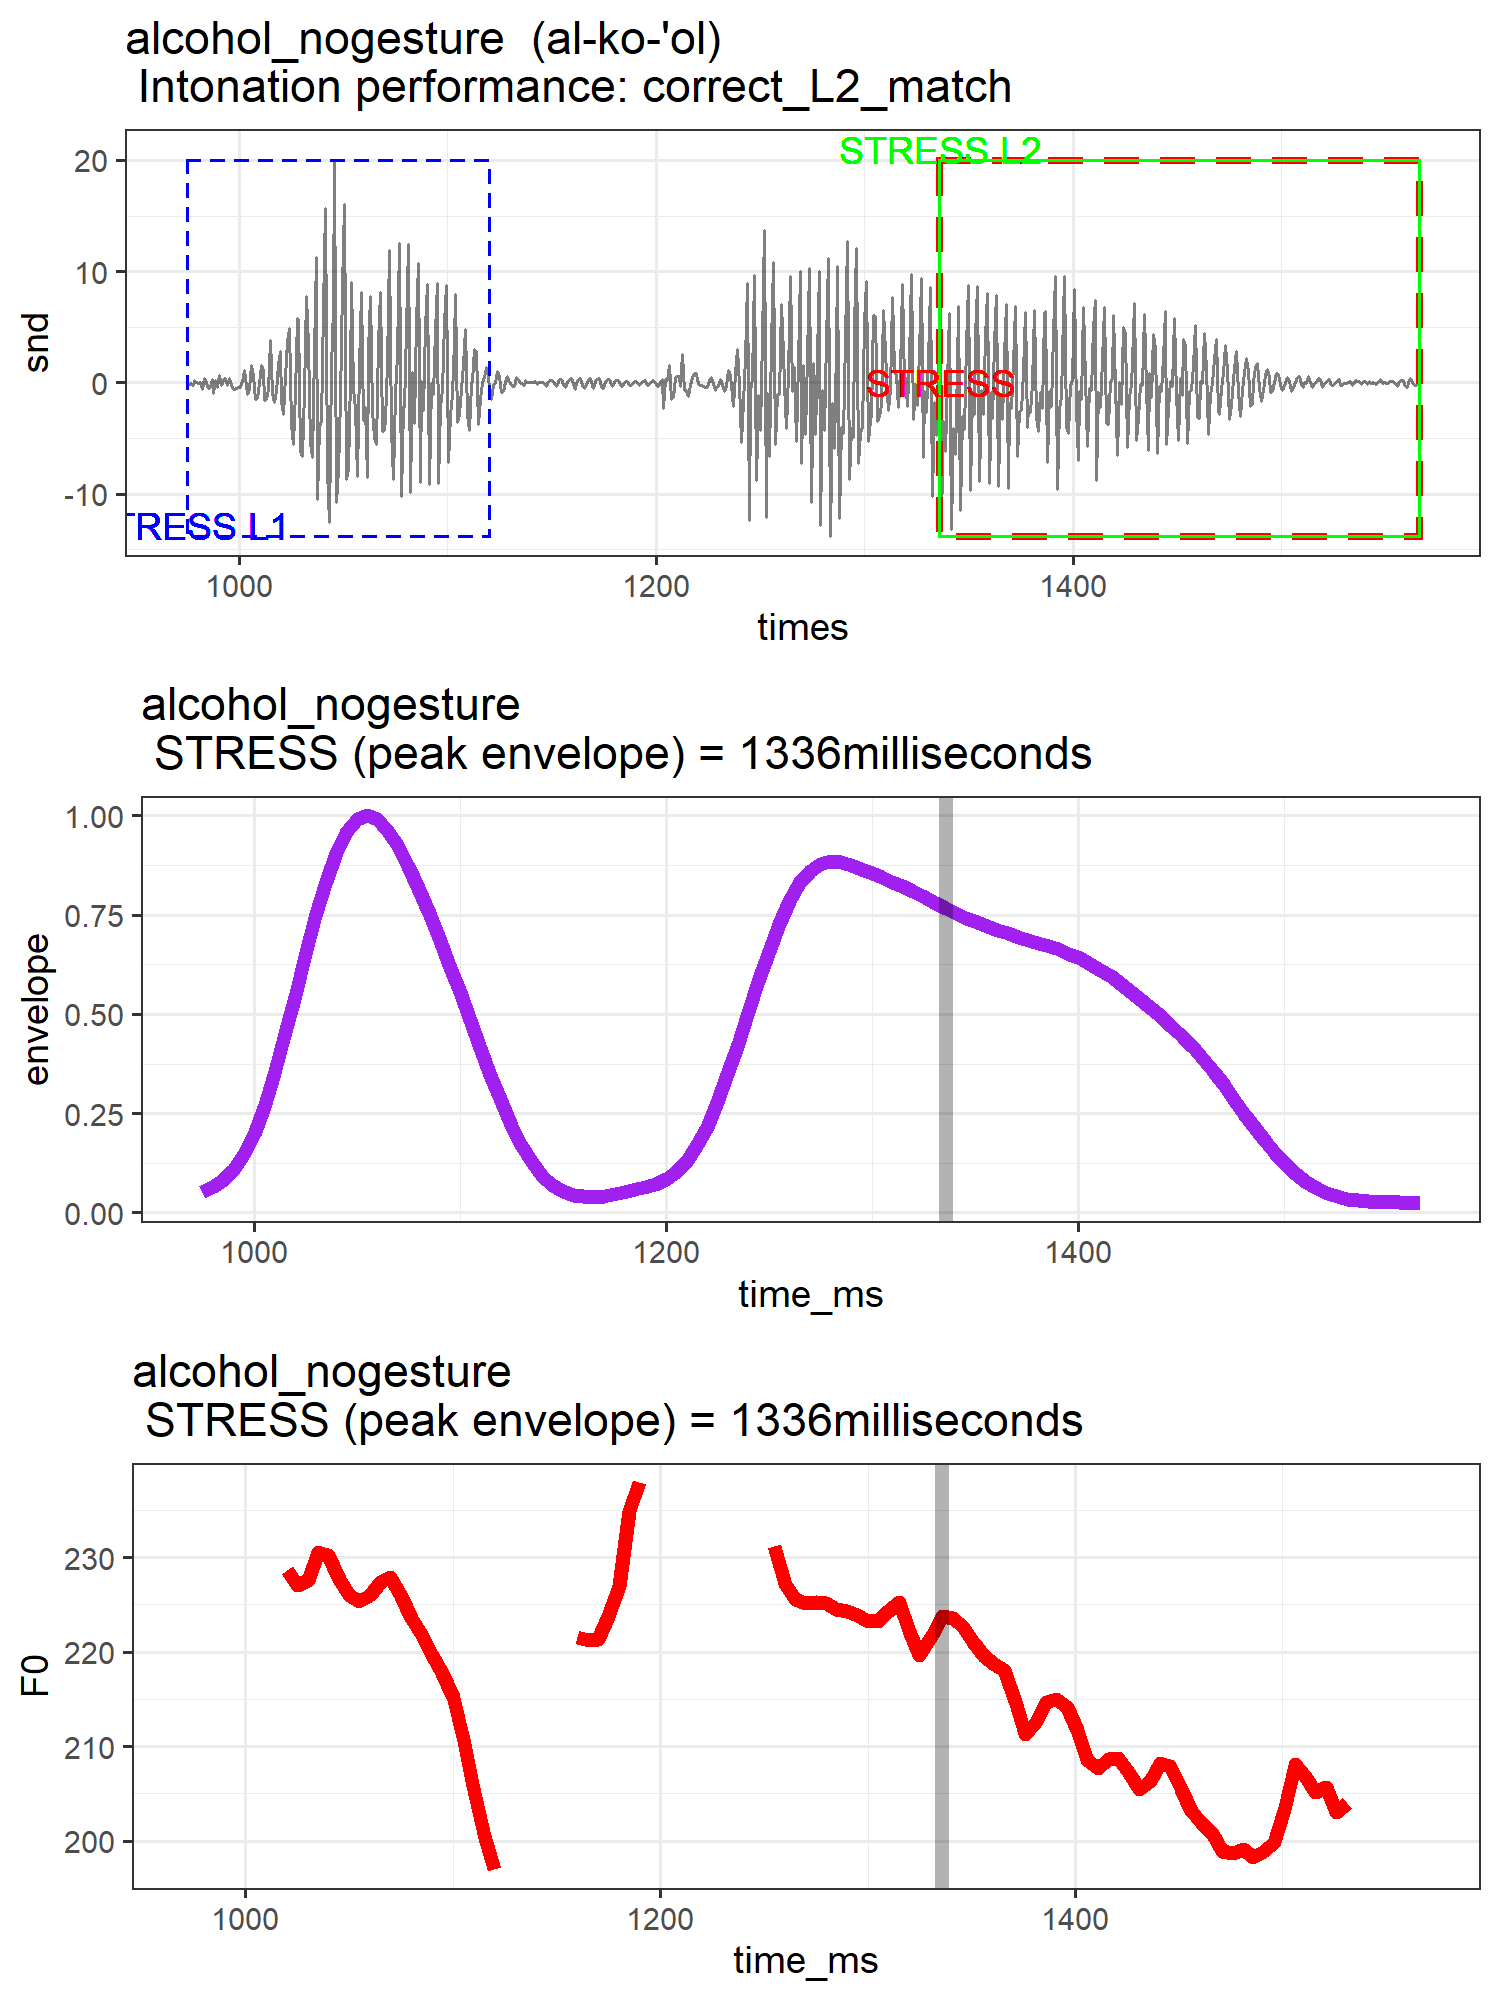 alcohol_nogesture  (al-ko-'ol)
Intonation performance: correct_L2_match
20
10
0
-10
snd
STRESS L2
STRESS
TRESS L1
1000
1200
1400
times
alcohol_nogesture
STRESS (peak envelope) = 1336milliseconds
1.00
0.75
0.50
0.25
0.00
envelope
1000
1200
1400
time_ms
alcohol_nogesture
STRESS (peak envelope) = 1336milliseconds
230
220
210
200
F0
1000
1200
1400
time_ms